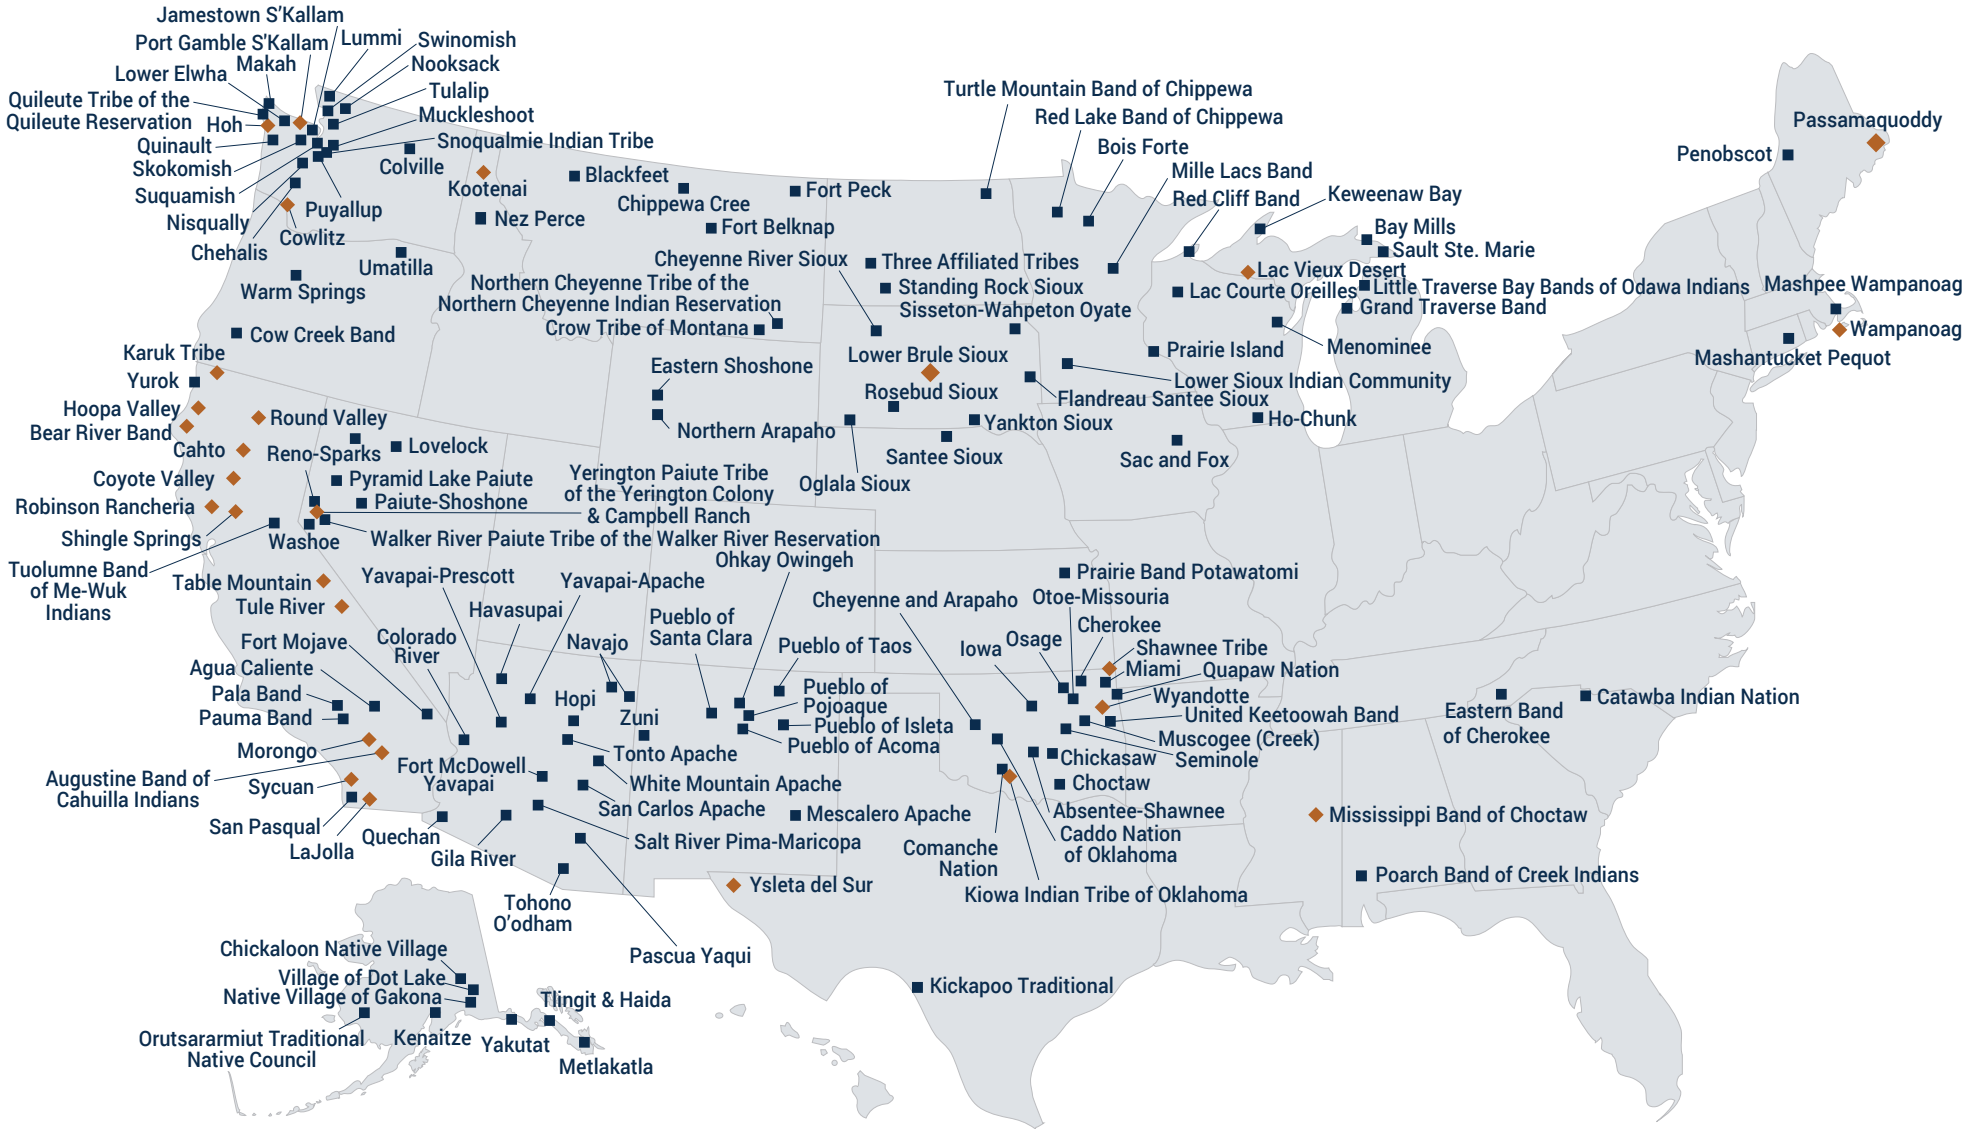 Jamestown S’Kallam
Port Gamble S’Kallam
Lummi
Swinomish
Makah
Nooksack
Lower Elwha
Tulalip
Quileute Tribe of the
Quileute Reservation
Hoh
Muckleshoot
Quinault
Snoqualmie Indian Tribe
Skokomish
Colville
Suquamish
Kootenai
Nisqually
Puyallup
Chehalis
Cowlitz
Nez Perce
Umatilla
Warm Springs
Cow Creek Band
Blackfeet
Chippewa Cree
Fort Peck
Fort Belknap
Turtle Mountain Band of Chippewa
Red Lake Band of Chippewa
Bois Forte
Mille Lacs Band
Red Cliff Band
Keweenaw Bay
Bay Mills
Sault Ste. Marie
Lac Vieux Desert
Lac Courte Oreilles
Little Traverse Bay Bands of Odawa Indians
Grand Traverse Band
Passamaquoddy
Penobscot
Mashpee Wampanoag
Wampanoag
Mashantucket Pequot
Cheyenne River Sioux
Three Affiliated Tribes
Northern Cheyenne Tribe of the
Northern Cheyenne Indian Reservation
Standing Rock Sioux
Sisseton-Wahpeton Oyate
Crow Tribe of Montana
Eastern Shoshone
Northern Arapaho
Lower Brule Sioux
Rosebud Sioux
Prairie Island
Menominee
Lower Sioux Indian Community
Flandreau Santee Sioux
Yankton Sioux
Ho-Chunk
Santee Sioux
Sac and Fox
Oglala Sioux
Karuk Tribe
Yurok
Hoopa Valley
Bear River Band
Round Valley
Cahto
Reno-Sparks
Lovelock
Coyote Valley
Pyramid Lake Paiute
Robinson Rancheria
Paiute-Shoshone
Yerington Paiute Tribe
of the Yerington Colony
& Campbell Ranch
Shingle Springs
Washoe
Walker River Paiute Tribe of the Walker River Reservation
Tuolumne Band
of Me-Wuk
Indians
Table Mountain
Tule River
Yavapai-Prescott
Yavapai-Apache
Ohkay Owingeh
Havasupai
Pueblo of
Santa Clara
Fort Mojave
Colorado
River
Navajo
Pueblo of Taos
Agua Caliente
Pala Band
Pauma Band
Hopi
Zuni
Pueblo of
Pojoaque
Pueblo of Isleta
Pueblo of Acoma
Morongo
Tonto Apache
Augustine Band of
Cahuilla Indians
Sycuan
Fort McDowell
Yavapai
White Mountain Apache
San Carlos Apache
Mescalero Apache
San Pasqual
LaJolla
Quechan
Gila River
Salt River Pima-Maricopa
Tohono
O’odham
Pascua Yaqui
Ysleta del Sur
Kickapoo Traditional
Prairie Band Potawatomi
Cheyenne and Arapaho
Otoe-Missouria
Cherokee
Iowa
Osage
Shawnee Tribe
Miami
Quapaw Nation
Wyandotte
United Keetoowah Band
Muscogee (Creek)
Seminole
Chickasaw
Choctaw
Absentee-Shawnee
Caddo Nation
of Oklahoma
Comanche
Nation
Kiowa Indian Tribe of Oklahoma
Eastern Band
of Cherokee
Catawba Indian Nation
Mississippi Band of Choctaw
Poarch Band of Creek Indians
Chickaloon Native Village
Village of Dot Lake
Native Village of Gakona
Tlingit & Haida
Orutsararmiut Traditional
Native Council
Kenaitze
Yakutat
Metlakatla